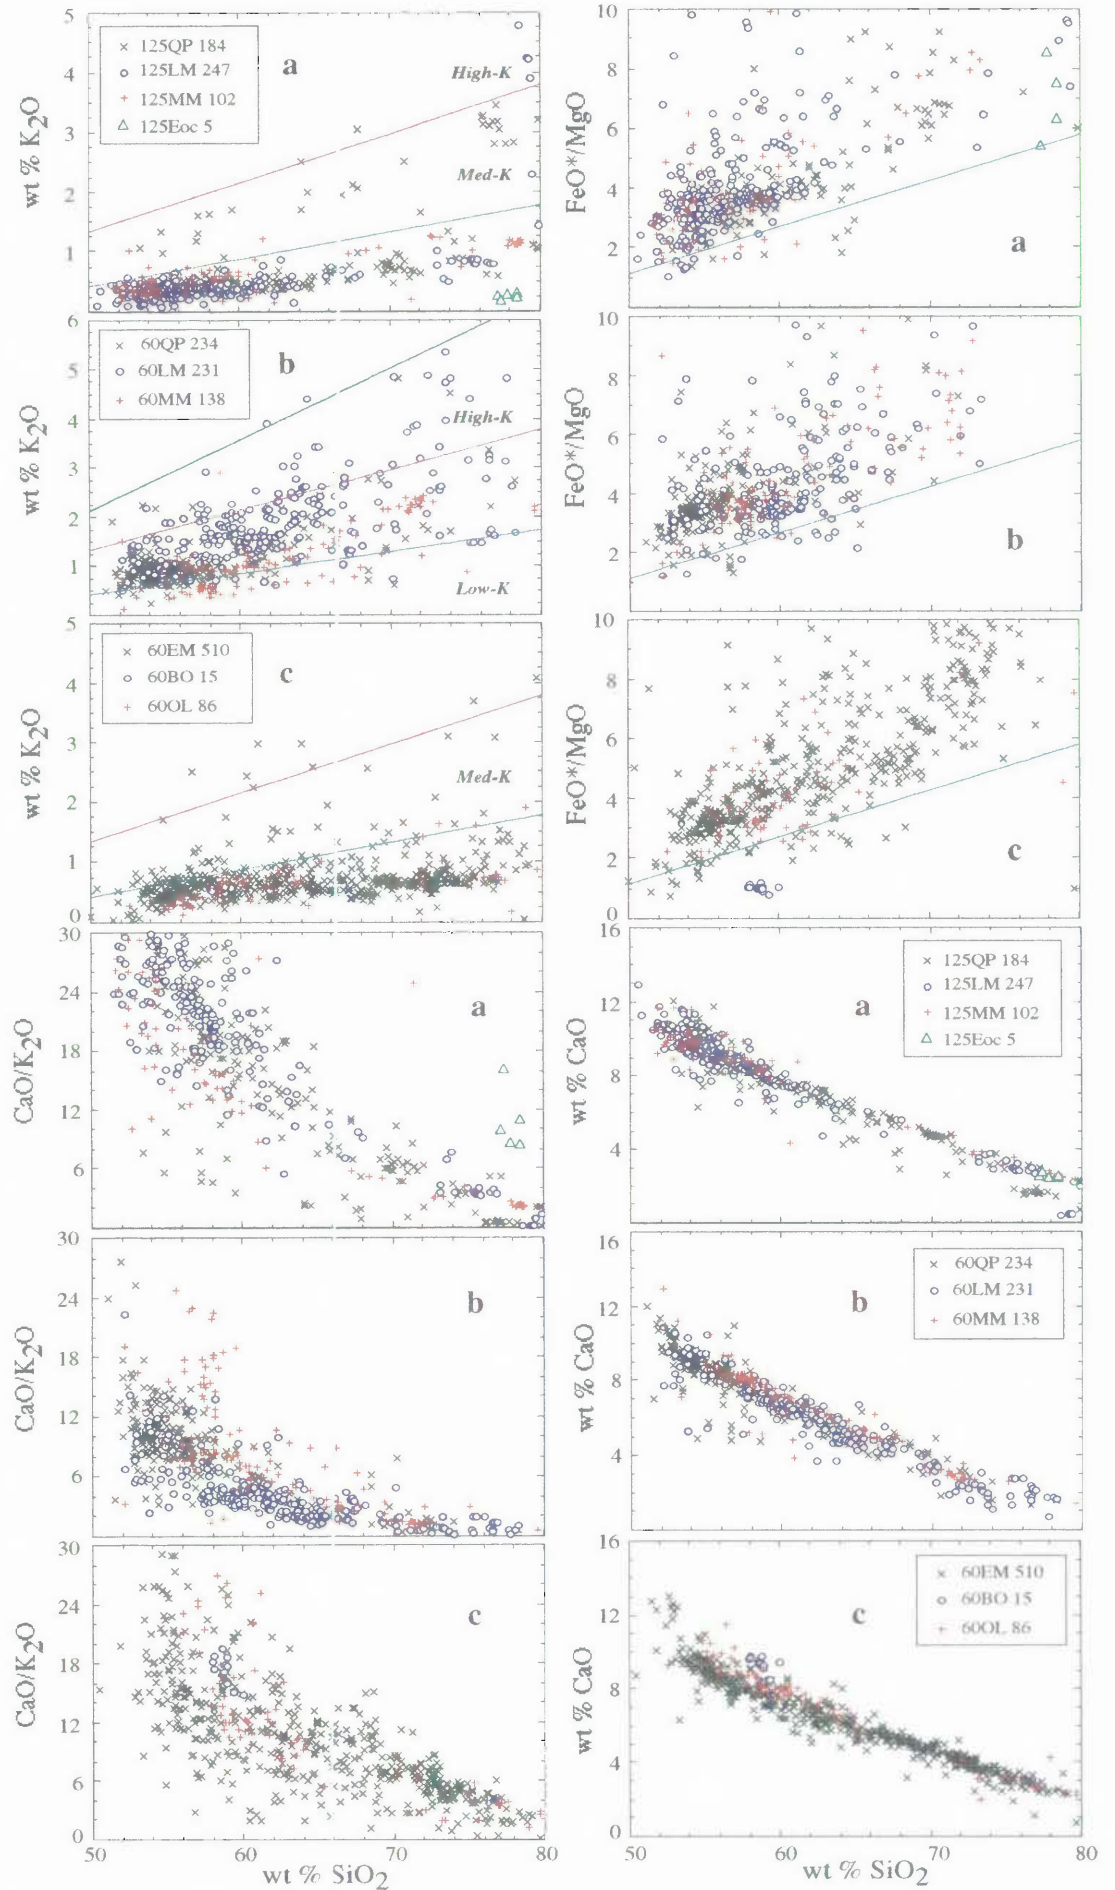 5
4
3
2
1
wt % K2O
× 125QP 184
o 125LM 247
+ 125MM 102
△ 125Eoc 5
a
High-K
Med-K
6
5
4
3
2
1
wt % K2O
× 60QP 234
o 60LM 231
+ 60MM 138
b
High-K
Low-K
5
4
3
2
1
0
wt % K2O
× 60EM 510
o 60BO 15
+ 60OL 86
c
Med-K
30
24
18
12
6
CaO/K2O
a
30
24
18
12
6
CaO/K2O
b
30
24
18
12
6
0
CaO/K2O
c
50 60 70 80
wt % SiO2
10
8
6
4
2
FeO*/MgO
a
10
8
6
4
2
FeO*/MgO
b
10
8
6
4
2
0
FeO*/MgO
c
16
12
8
4
wt % CaO
a
× 125QP 184
o 125LM 247
+ 125MM 102
△ 125Eoc 5
16
12
8
4
wt % CaO
b
× 60QP 234
o 60LM 231
+ 60MM 138
16
12
8
4
0
wt % CaO
c
× 60EM 510
o 60BO 15
+ 60OL 86
50 60 70 80
wt % SiO2